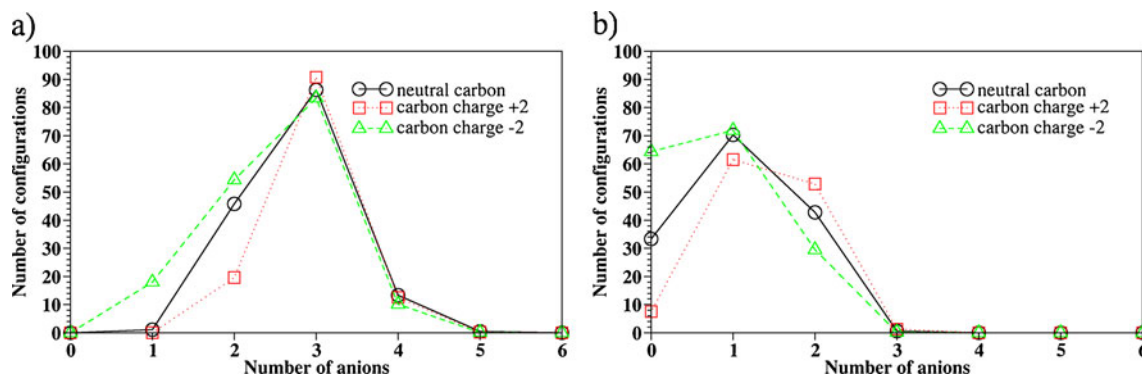 a)
Number of configurations
100
90
80
70
60
50
40
30
20
10
0
neutral carbon
carbon charge +2
carbon charge -2
0 1 2 3 4 5 6
Number of anions
b)
Number of configurations
100
90
80
70
60
50
40
30
20
10
0
neutral carbon
carbon charge +2
carbon charge -2
0 1 2 3 4 5 6
Number of anions